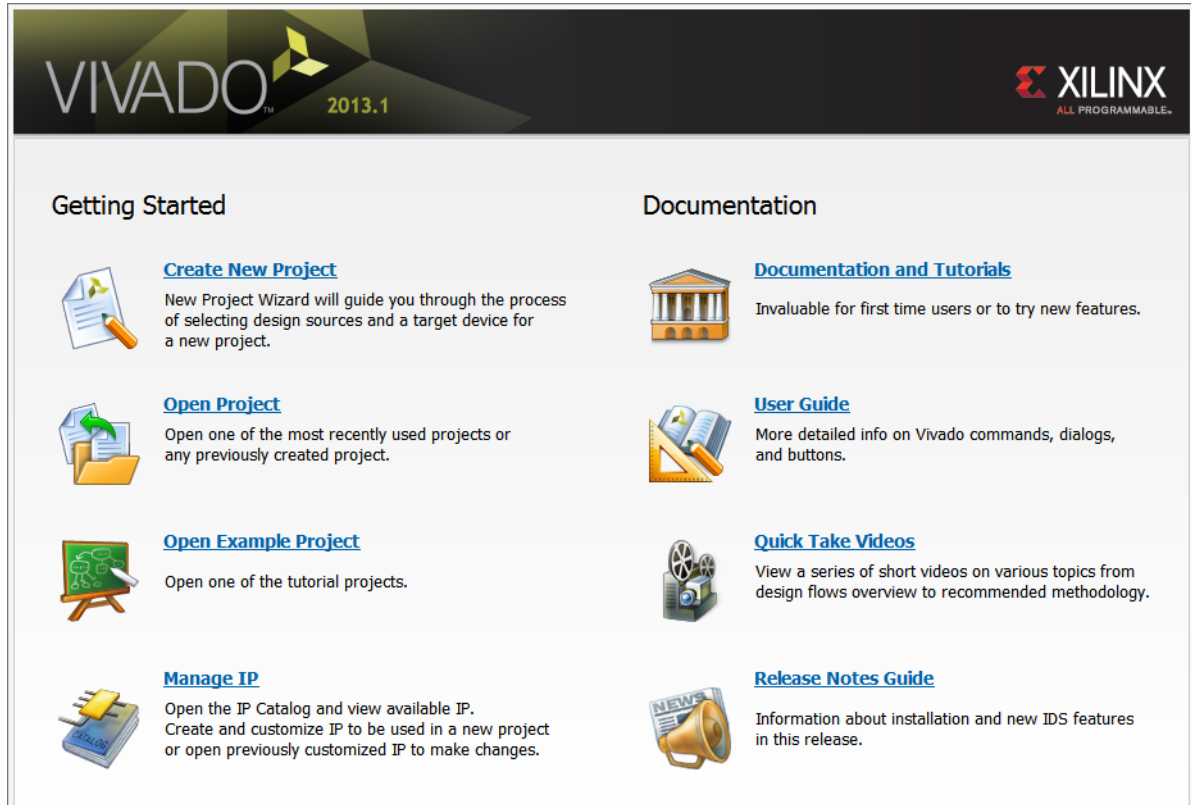 VIVADO™
2013.1
XILINX
ALL PROGRAMMABLE™
Getting Started
Create New Project
New Project Wizard will guide you through the process
of selecting design sources and a target device for
a new project.
Open Project
Open one of the most recently used projects or
any previously created project.
Open Example Project
Open one of the tutorial projects.
CATALOG
Manage IP
Open the IP Catalog and view available IP.
Create and customize IP to be used in a new project
or open previously customized IP to make changes.
Documentation
Documentation and Tutorials
Invaluable for first time users or to try new features.
User Guide
More detailed info on Vivado commands, dialogs,
and buttons.
Quick Take Videos
View a series of short videos on various topics from
design flows overview to recommended methodology.
NEWS
Release Notes Guide
Information about installation and new IDS features
in this release.